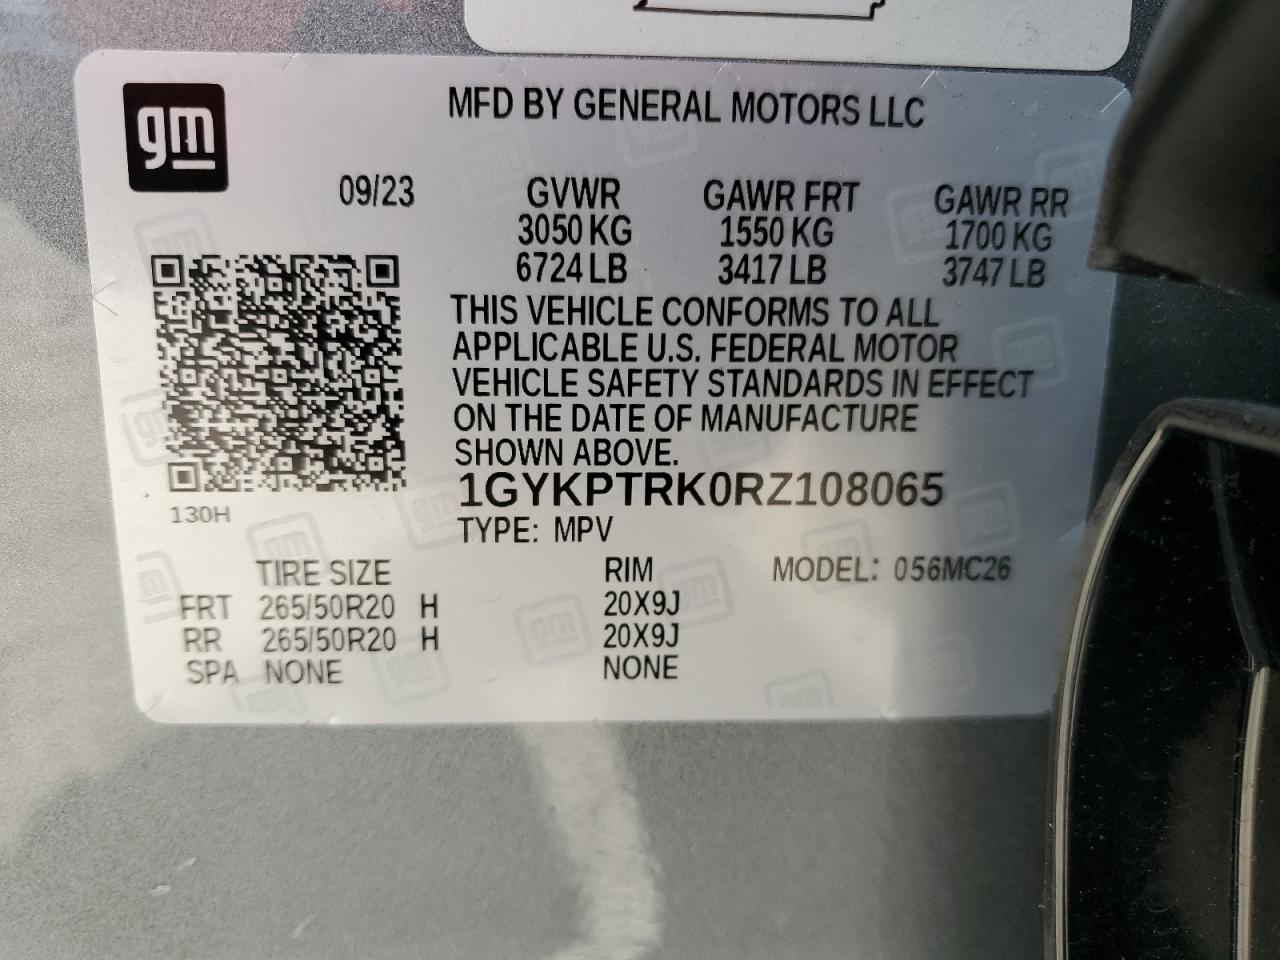 gm
MFD BY GENERAL MOTORS LLC
09/23 GVWR GAWR FRT GAWR RR
3050 KG 1550 KG 1700 KG
6724 LB 3417 LB 3747 LB
THIS VEHICLE CONFORMS TO ALL
APPLICABLE U.S. FEDERAL MOTOR
VEHICLE SAFETY STANDARDS IN EFFECT
ON THE DATE OF MANUFACTURE
SHOWN ABOVE.
1GYKPTRK0RZ108065
130H
TYPE: MPV
TIRE SIZE RIM MODEL: 056MC26
FRT 265/50R20 H 20X9J
RR 265/50R20 H 20X9J
SPA NONE NONE